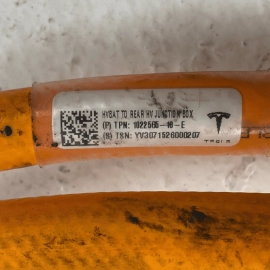 HVBAT TO REAR HV JUNCTION BOX
(P) TPN: 1022565-10-E
(S) TSN: YV3071526000207
TESLA